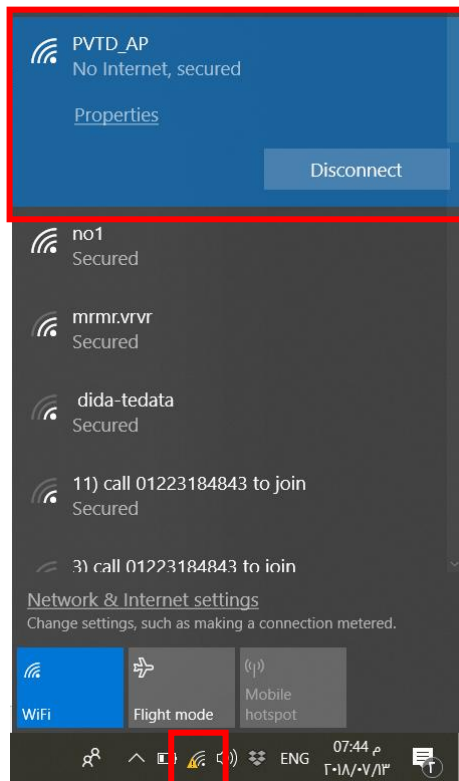 PVTD_AP
No Internet, secured
Properties
Disconnect
no1
Secured
mrmr.vrvr
Secured
dida-tedata
Secured
11) call 01223184843 to join
Secured
3) call 01223184843 to join
Network & Internet settings
Change settings, such as making a connection metered.
WiFi
Flight mode
Mobile
hotspot
ENG
07:44 م
٢٠١٨/٠٧/١٣
٢